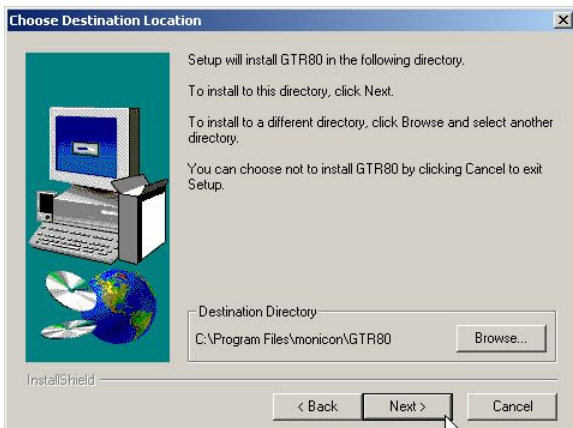 Choose Destination Location
Setup will install GTR80 in the following directory.
To install to this directory, click Next.
To install to a different directory, click Browse and select another
directory.
You can choose not to install GTR80 by clicking Cancel to exit
Setup.
Destination Directory
C:\Program Files\monicon\GTR80
Browse...
InstallShield
< Back
Next >
Cancel